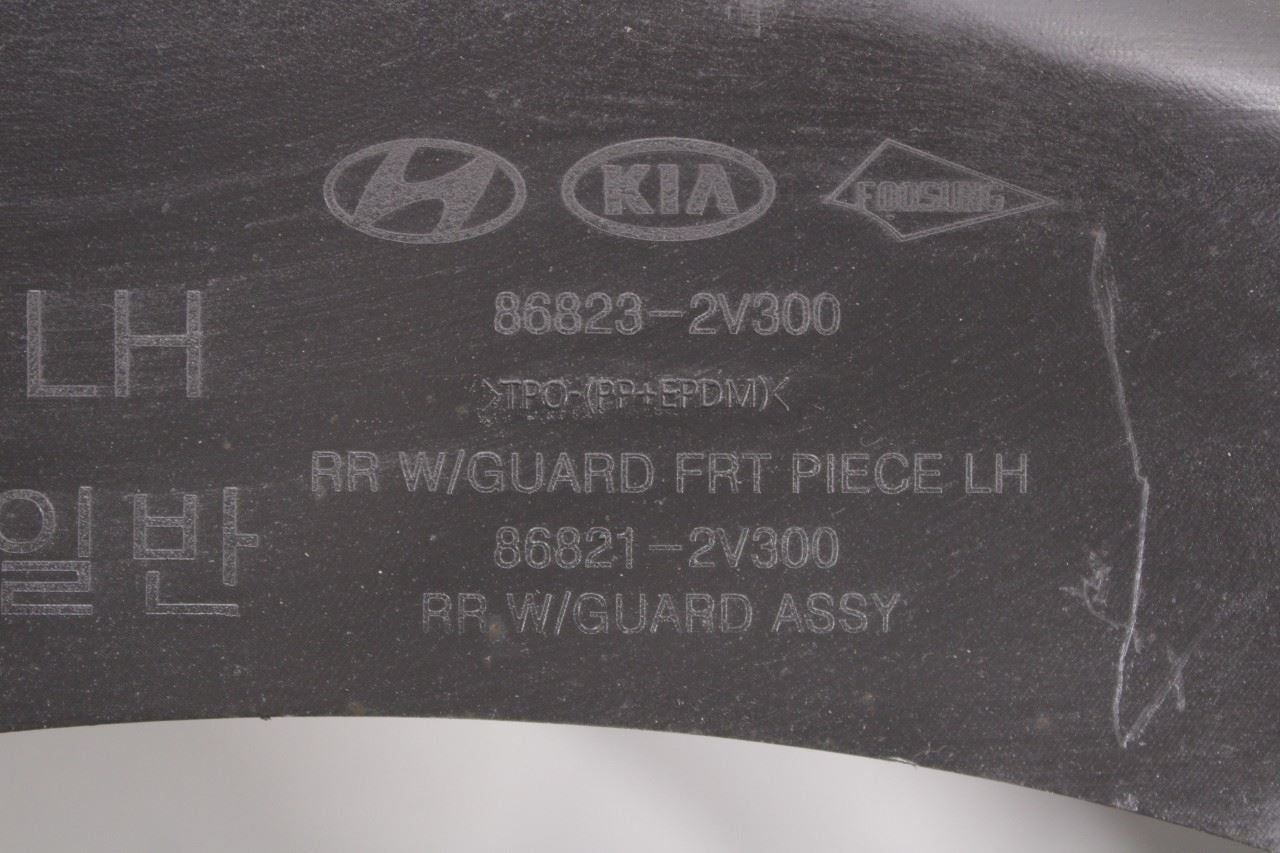 KIA FOOSUNG
LH
86823-2V300
>TPO-(PP+EPDM)<
RR W/GUARD FRT PIECE LH
일반
86821-2V300
RR W/GUARD ASSY